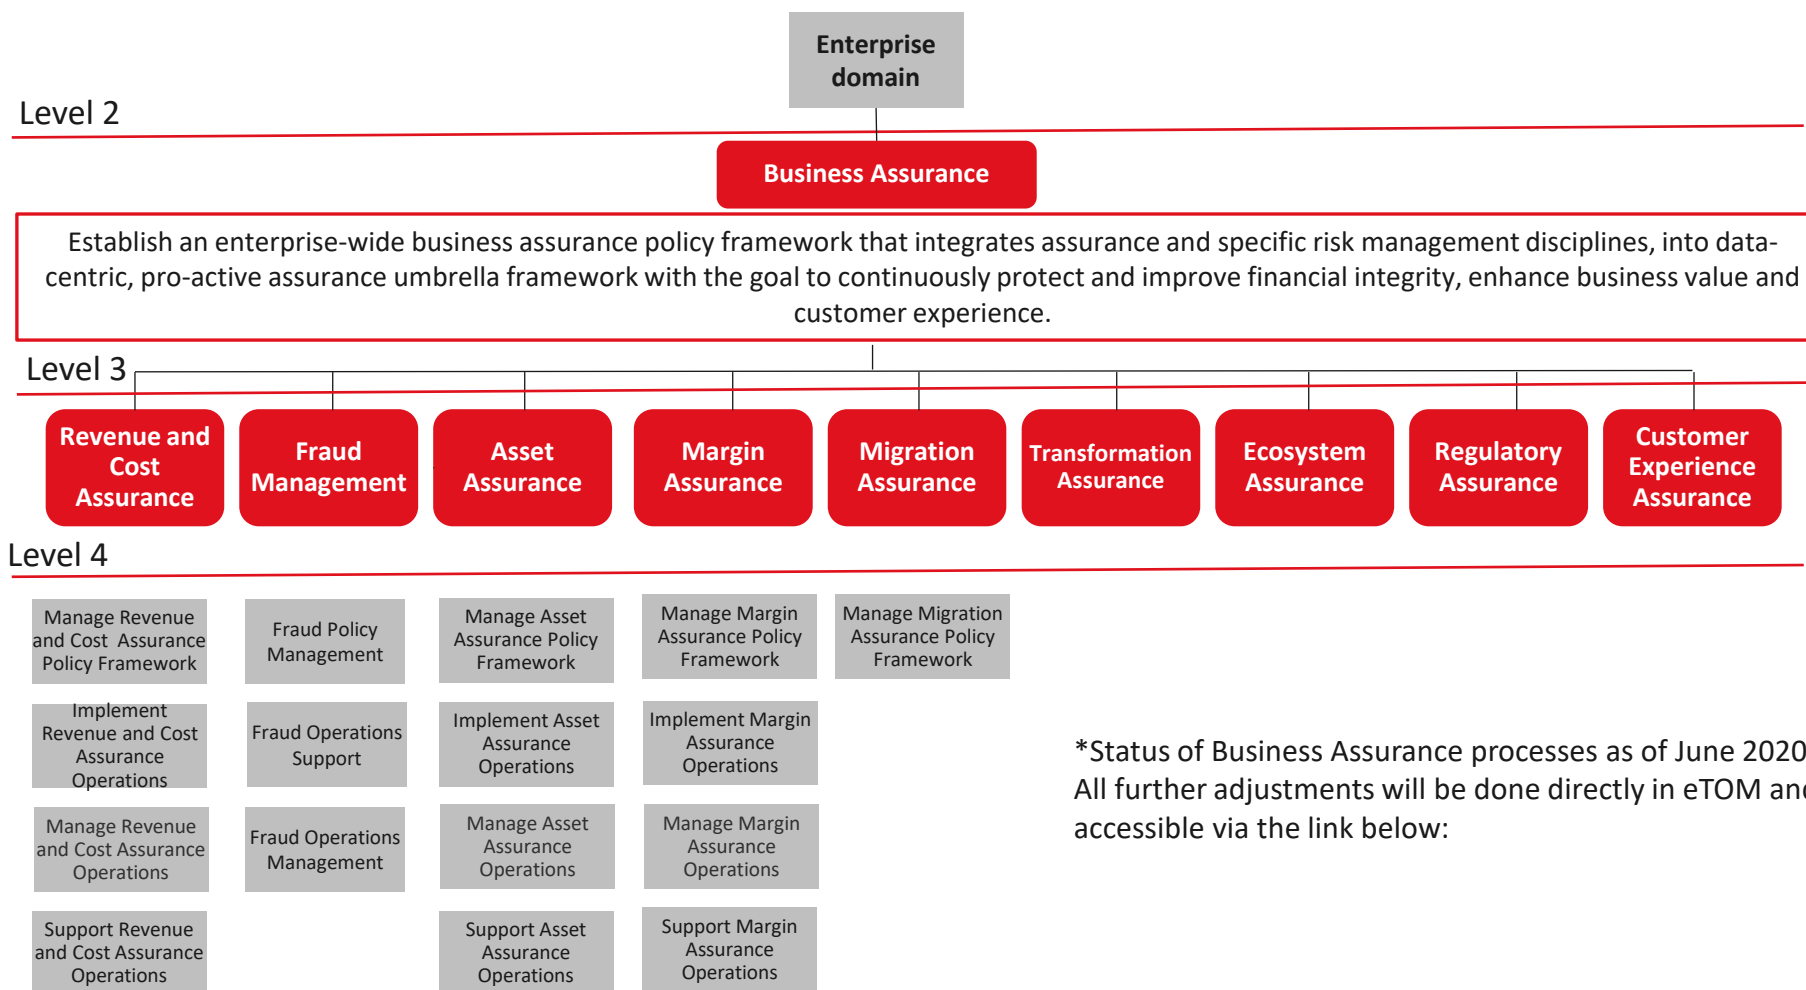 Enterprise
domain
Level 2
Business Assurance
Establish an enterprise-wide business assurance policy framework that integrates assurance and specific risk management disciplines, into data-
centric, pro-active assurance umbrella framework with the goal to continuously protect and improve financial integrity, enhance business value and
customer experience.
Level 3
Revenue and
Cost
Assurance
Fraud
Management
Asset
Assurance
Margin
Assurance
Migration
Assurance
Transformation
Assurance
Ecosystem
Assurance
Regulatory
Assurance
Customer
Experience
Assurance
Level 4
Manage Revenue
and Cost Assurance
Policy Framework
Fraud Policy
Management
Manage Asset
Assurance Policy
Framework
Manage Margin
Assurance Policy
Framework
Manage Migration
Assurance Policy
Framework
Implement
Revenue and Cost
Assurance
Operations
Fraud Operations
Support
Implement Asset
Assurance
Operations
Implement Margin
Assurance
Operations
Manage Revenue
and Cost Assurance
Operations
Fraud Operations
Management
Manage Asset
Assurance
Operations
Manage Margin
Assurance
Operations
Support Revenue
and Cost Assurance
Operations
Support Asset
Assurance
Operations
Support Margin
Assurance
Operations
*Status of Business Assurance processes as of June 2020
All further adjustments will be done directly in eTOM and
accessible via the link below: